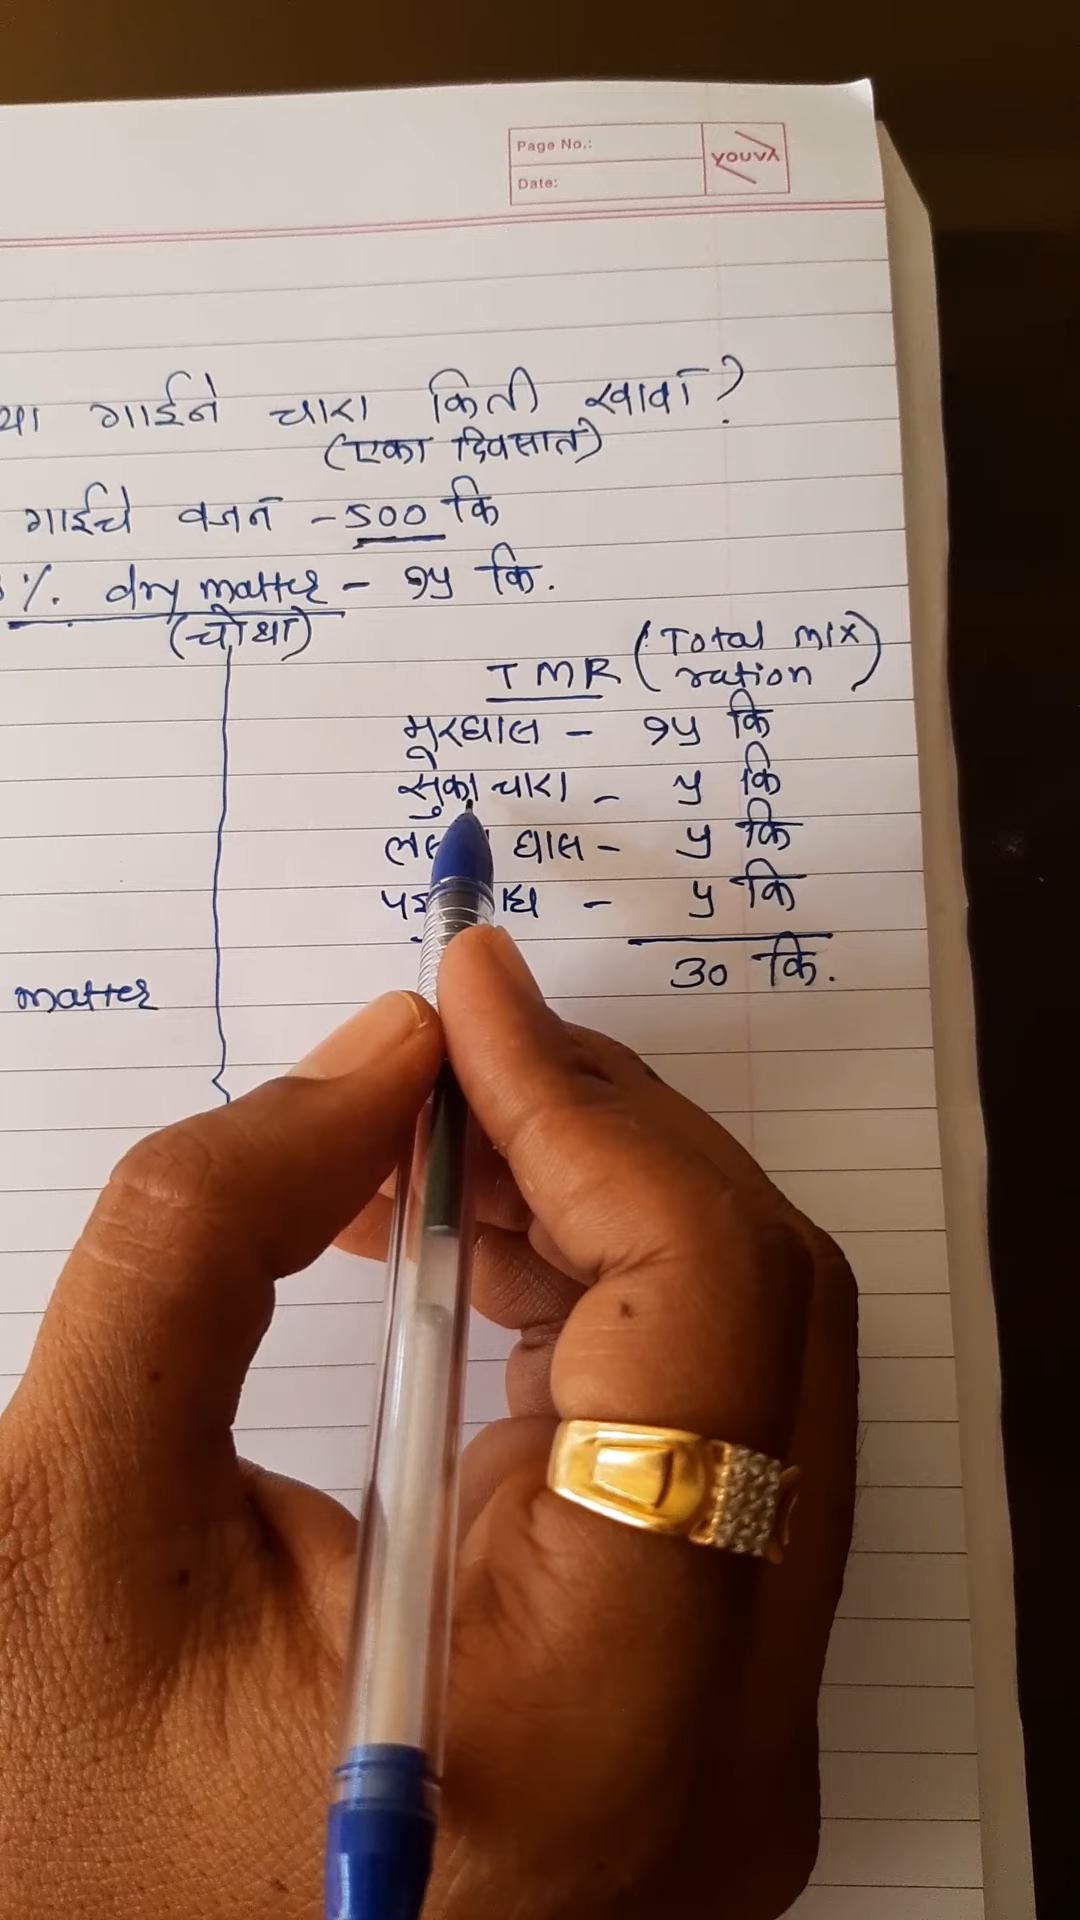 Page No.:
Date:
youva
या गाईने चारा किती खावा?
(एका दिवसात)
गाईचे वजन - 500 कि
% dry matter - १५ कि.
(चोथा)
TMR (Total mix ration)
मूरघास - १५ कि
सुका चारा - ५ कि
घास - ५ कि
- ५ कि
30 कि.
matter